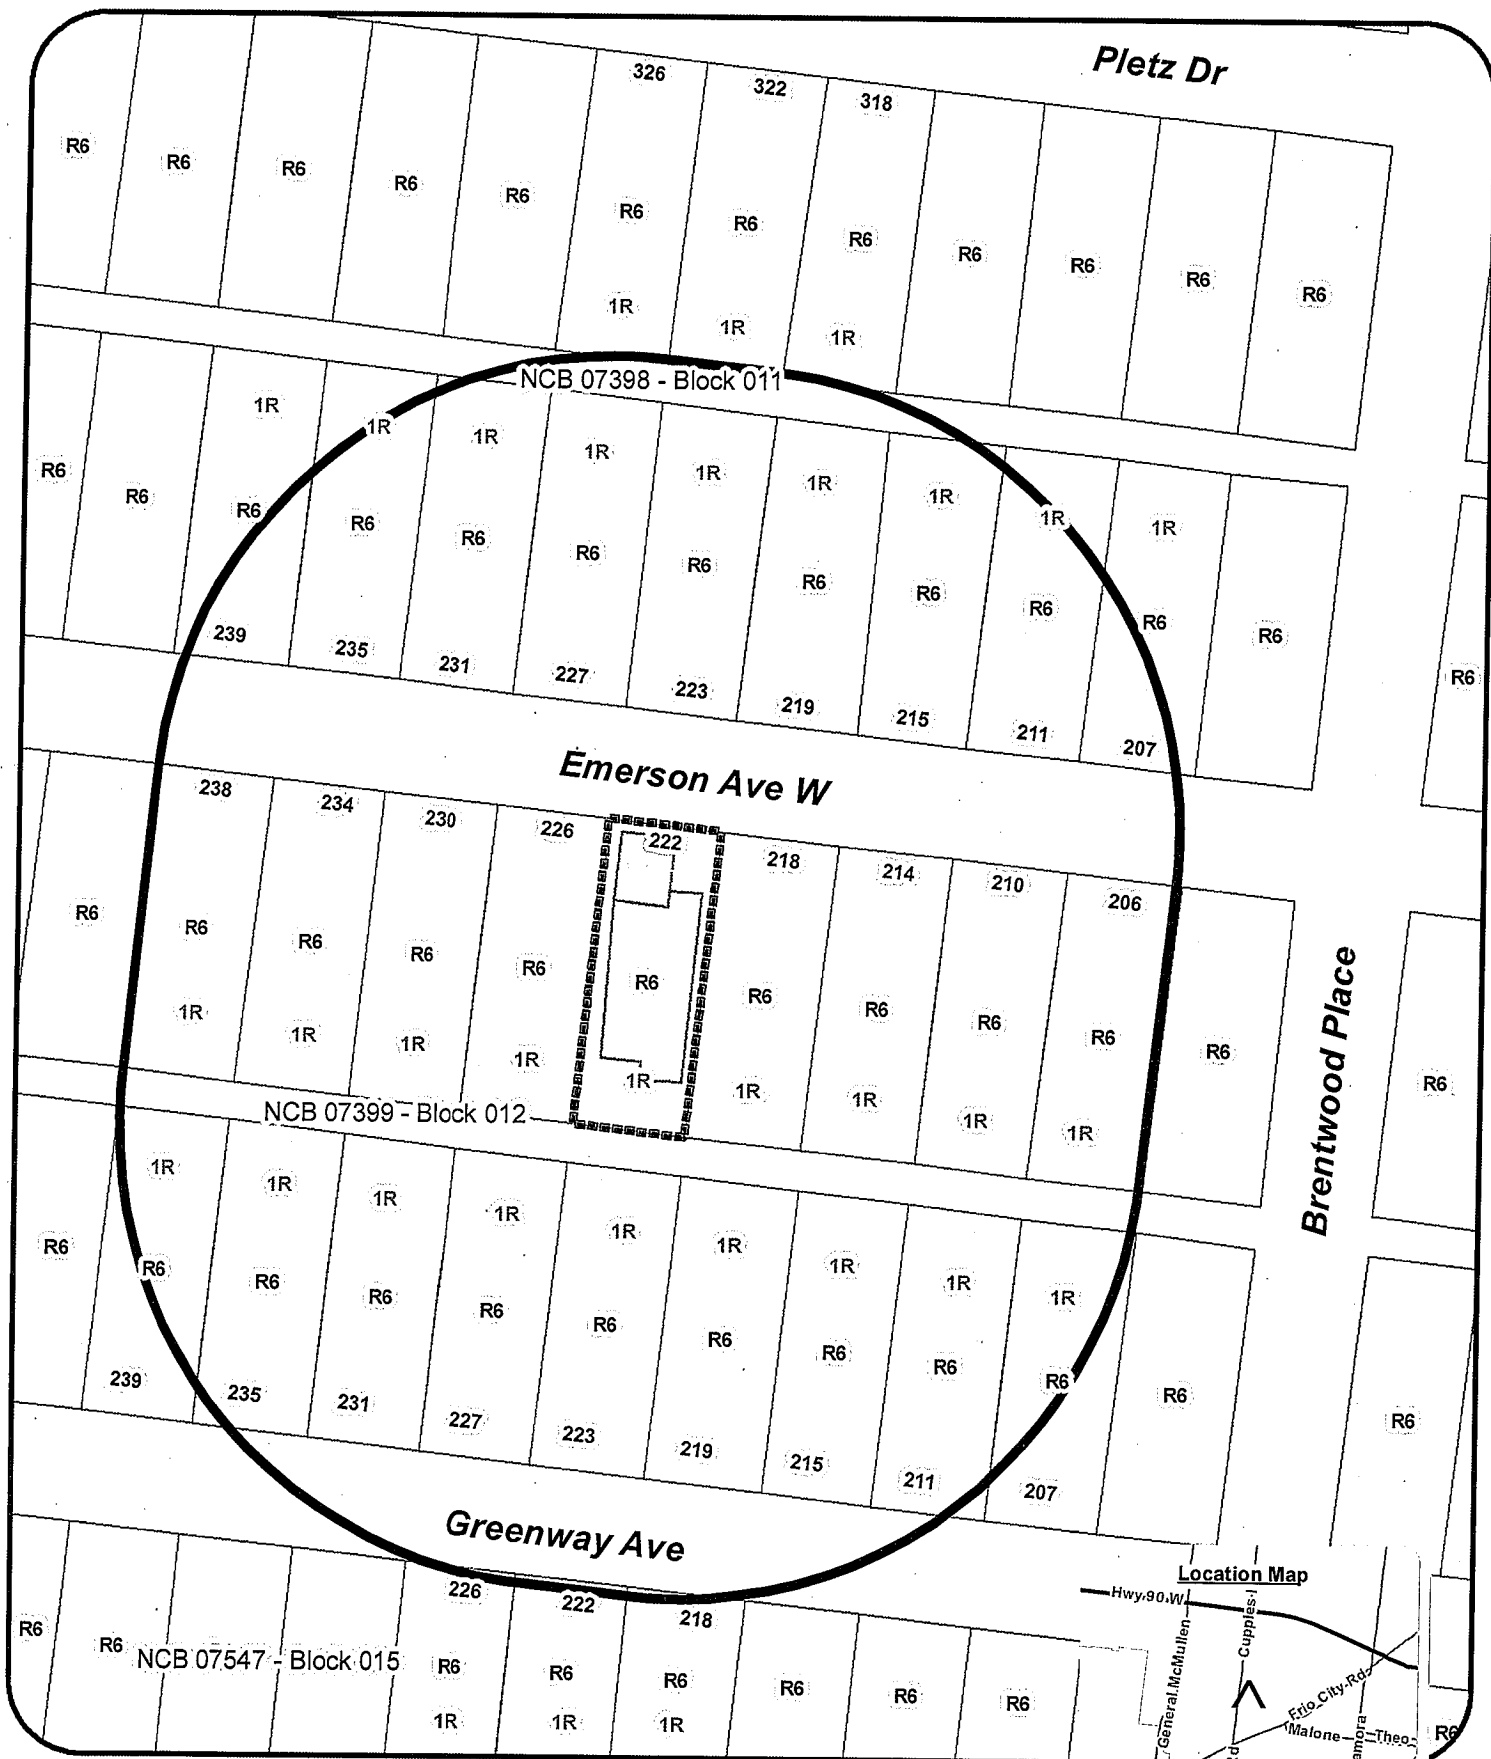 Pletz Dr
326 322 318
R6 R6 R6 R6 R6 R6 R6 R6 R6 R6 R6 R6
1R 1R 1R
NCB 07398 - Block 011
1R 1R 1R 1R 1R 1R 1R 1R 1R
R6 R6 R6 R6 R6 R6 R6 R6 R6 R6 R6 R6 R6
239 235 231 227 223 219 215 211 207
Emerson Ave W
238 234 230 226 222 218 214 210 206
R6 R6 R6 R6 R6 R6 R6 R6 R6 R6 R6 R6
1R 1R 1R 1R 1R 1R 1R 1R 1R
Brentwood Place
NCB 07399 - Block 012
1R 1R 1R 1R 1R 1R 1R 1R 1R
R6 R6 R6 R6 R6 R6 R6 R6 R6 R6 R6 R6
239 235 231 227 223 219 215 211 207
Greenway Ave
226 222 218
R6 R6 R6 R6 R6 R6 R6 R6 R6
NCB 07547 - Block 015
1R 1R 1R
Location Map
Hwy 90 W
General McMullen
Cupples
Frio City Rd
Malone
Theo